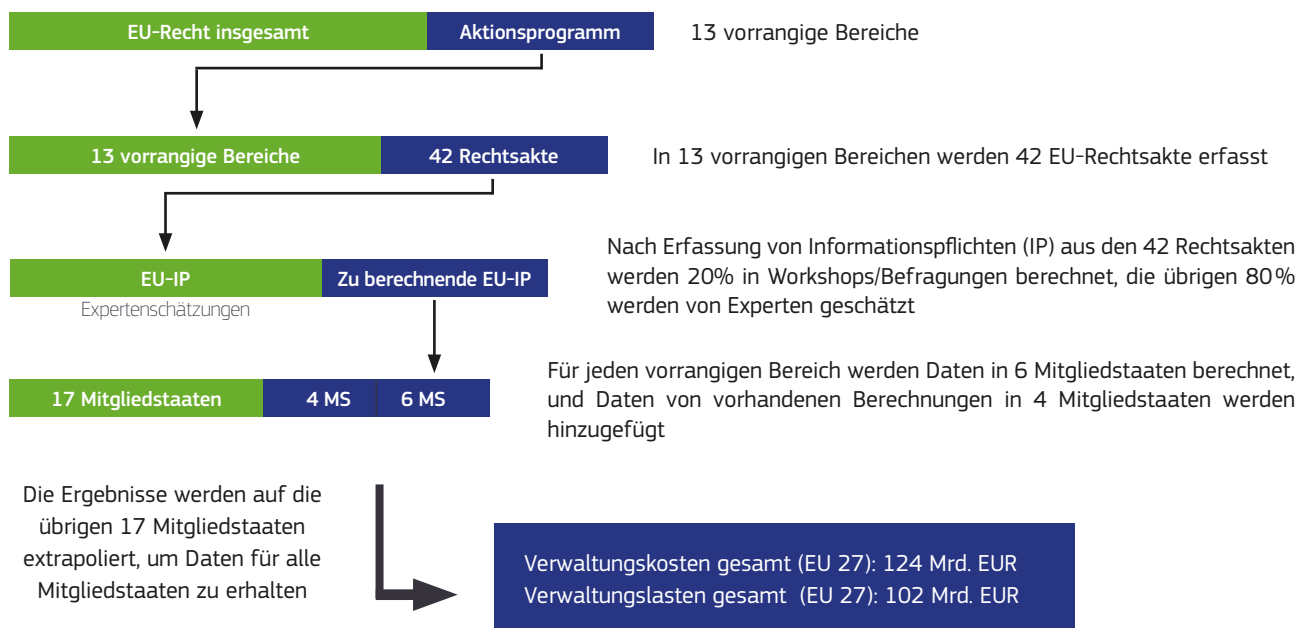 EU-Recht insgesamt Aktionsprogramm 13 vorrangige Bereiche
13 vorrangige Bereiche 42 Rechtsakte In 13 vorrangigen Bereichen werden 42 EU-Rechtsakte erfasst
Nach Erfassung von Informationspflichten (IP) aus den 42 Rechtsakten
werden 20% in Workshops/Befragungen berechnet, die übrigen 80%
werden von Experten geschätzt
EU-IP Zu berechnende EU-IP
Expertenschätzungen
Für jeden vorrangigen Bereich werden Daten in 6 Mitgliedstaaten berechnet,
und Daten von vorhandenen Berechnungen in 4 Mitgliedstaaten werden
hinzugefügt
17 Mitgliedstaaten 4 MS 6 MS
Die Ergebnisse werden auf die
übrigen 17 Mitgliedstaaten
extrapoliert, um Daten für alle
Mitgliedstaaten zu erhalten
Verwaltungskosten gesamt (EU 27): 124 Mrd. EUR
Verwaltungslasten gesamt (EU 27): 102 Mrd. EUR